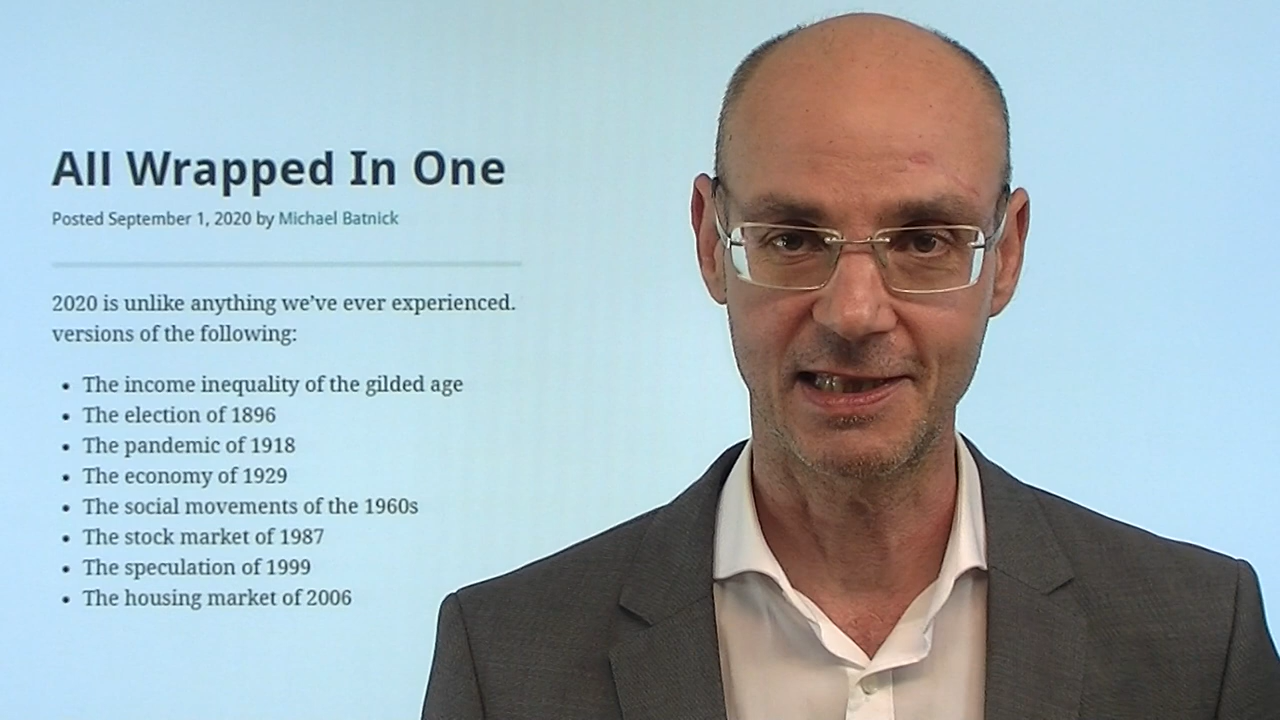 All Wrapped In One
Posted September 1, 2020 by Michael Batnick
2020 is unlike anything we’ve ever experienced.
versions of the following:
• The income inequality of the gilded age
• The election of 1896
• The pandemic of 1918
• The economy of 1929
• The social movements of the 1960s
• The stock market of 1987
• The speculation of 1999
• The housing market of 2006